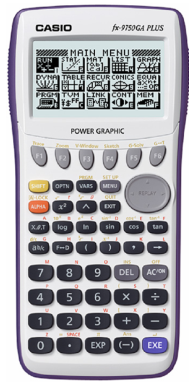 CASIO fx-9750GA PLUS
MAIN MENU
RUN STAT MAT LIST GRAPH
DYNA TABLE RECUR CONICS EQUA
PRGM TVM LINK CONT MEM
POWER GRAPHIC
F1 F2 F3 F4 F5 F6
SHIFT OPTN VARS MENU
REPLAY
ALPHA x² ^ EXIT
X,θ,T log ln sin cos tan
a b/c F↔D ( ) , →
7 8 9 DEL AC/ON
4 5 6 × ÷
1 2 3 + −
0 . EXP (−) EXE